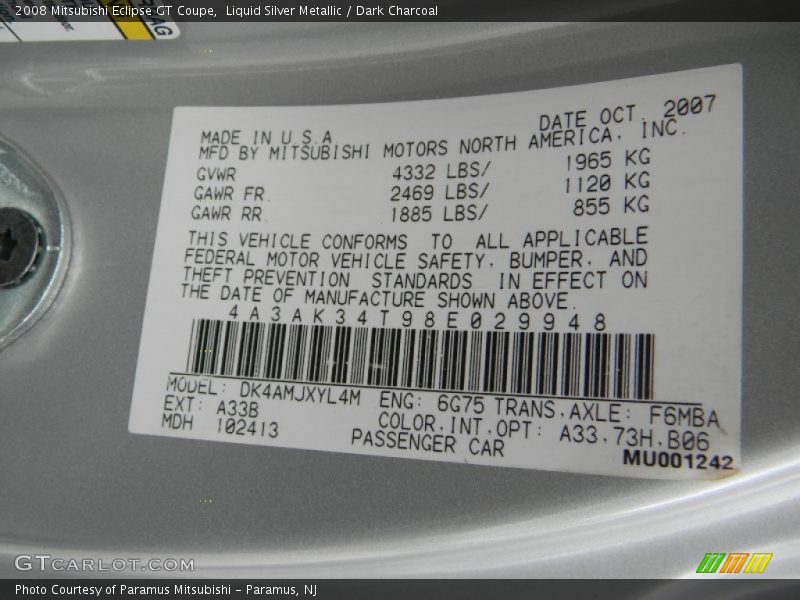 2008 Mitsubishi Eclipse GT Coupe,  Liquid Silver Metallic / Dark Charcoal
DATE OCT. 2007
MADE IN U.S.A
MFD BY MITSUBISHI MOTORS NORTH AMERICA, INC.
GVWR 4332 LBS/ 1965 KG
GAWR FR. 2469 LBS/ 1120 KG
GAWR RR. 1885 LBS/ 855 KG
THIS VEHICLE CONFORMS TO ALL APPLICABLE
FEDERAL MOTOR VEHICLE SAFETY, BUMPER, AND
THEFT PREVENTION STANDARDS IN EFFECT ON
THE DATE OF MANUFACTURE SHOWN ABOVE.
4A3AK34T98E029948
MODEL: DK4AMJXYL4M ENG: 6G75 TRANS.AXLE: F6MBA
EXT: A33B COLOR.INT.OPT: A33.73H.B06
MDH 102413 PASSENGER CAR
MU001242
GTCARLOT.COM
Photo Courtesy of Paramus Mitsubishi – Paramus, NJ